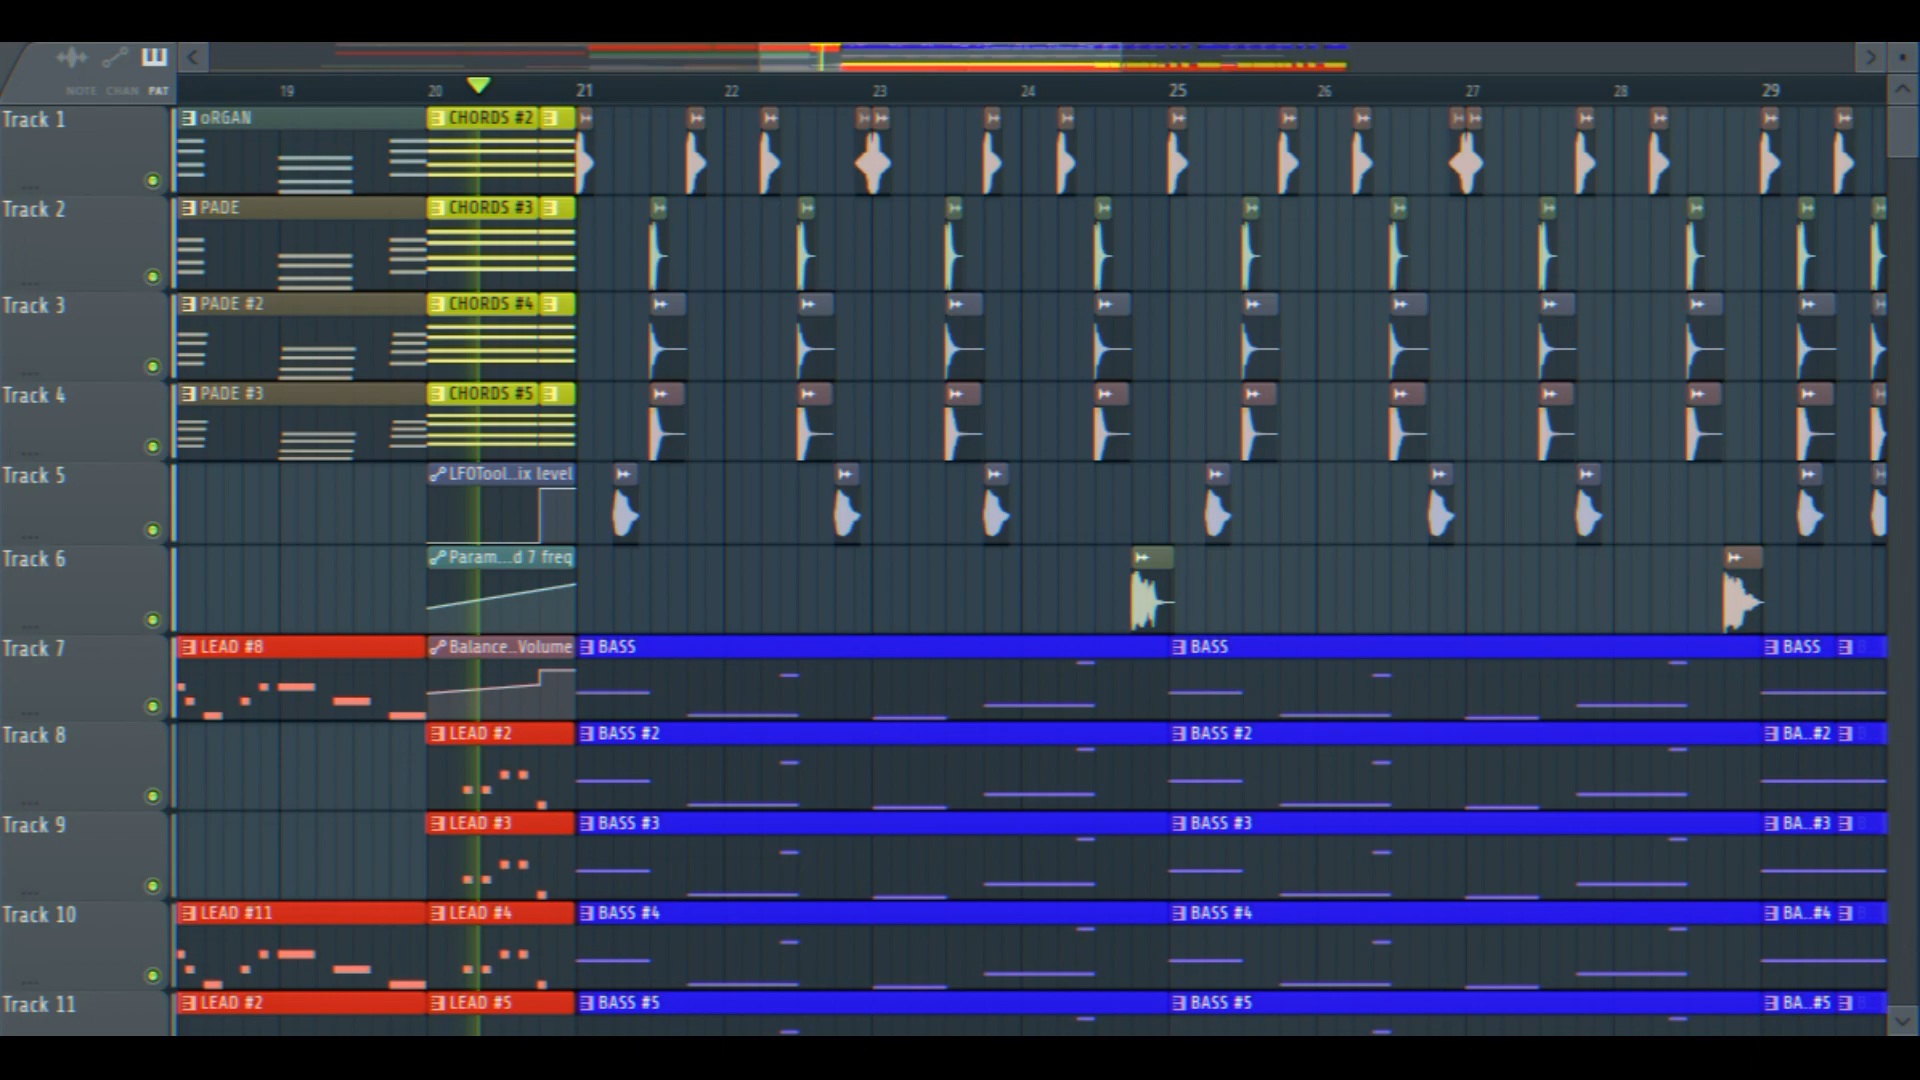 NOTE CHAN PAT
19 20 21 22 23 24 25 26 27 28 29
Track 1 oRGAN CHORDS #2
Track 2 PADE CHORDS #3
Track 3 PADE #2 CHORDS #4
Track 4 PADE #3 CHORDS #5
Track 5 LFOTool..ix level
Track 6 Param....d 7 freq
Track 7 LEAD #8 Balance..Volume BASS BASS BASS
Track 8 LEAD #2 BASS #2 BASS #2 BA..#2
Track 9 LEAD #3 BASS #3 BASS #3 BA..#3
Track 10 LEAD #11 LEAD #4 BASS #4 BASS #4 BA..#4
Track 11 LEAD #2 LEAD #5 BASS #5 BASS #5 BA..#5